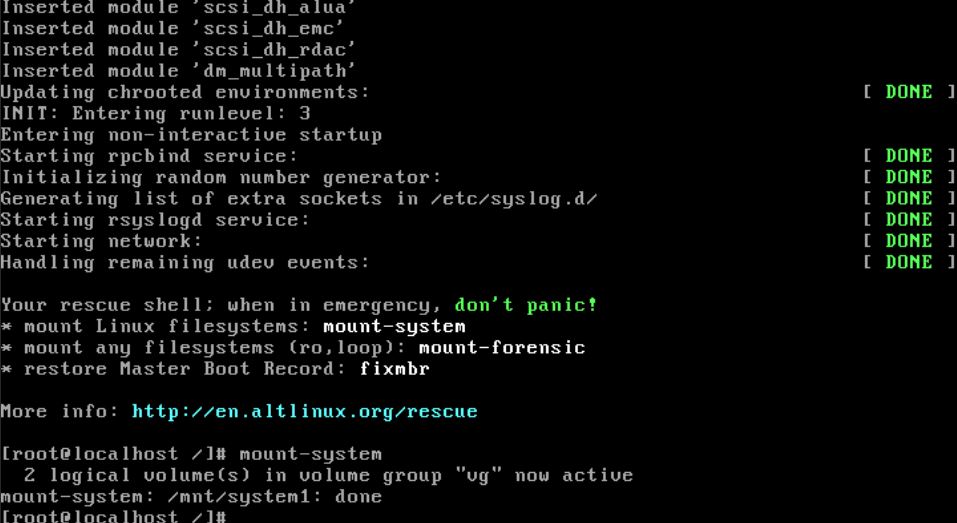 Inserted module 'scsi_dh_alua'
Inserted module 'scsi_dh_emc'
Inserted module 'scsi_dh_rdac'
Inserted module 'dm_multipath'
Updating chrooted environments: [ DONE ]
INIT: Entering runlevel: 3
Entering non-interactive startup
Starting rpcbind service: [ DONE ]
Initializing random number generator: [ DONE ]
Generating list of extra sockets in /etc/syslog.d/ [ DONE ]
Starting rsyslogd service: [ DONE ]
Starting network: [ DONE ]
Handling remaining udev events: [ DONE ]
Your rescue shell; when in emergency, don't panic!
* mount Linux filesystems: mount-system
* mount any filesystems (ro,loop): mount-forensic
* restore Master Boot Record: fixmbr
More info: http://en.altlinux.org/rescue
[root@localhost /]# mount-system
2 logical volume(s) in volume group "vg" now active
mount-system: /mnt/system1: done
[root@localhost /]#